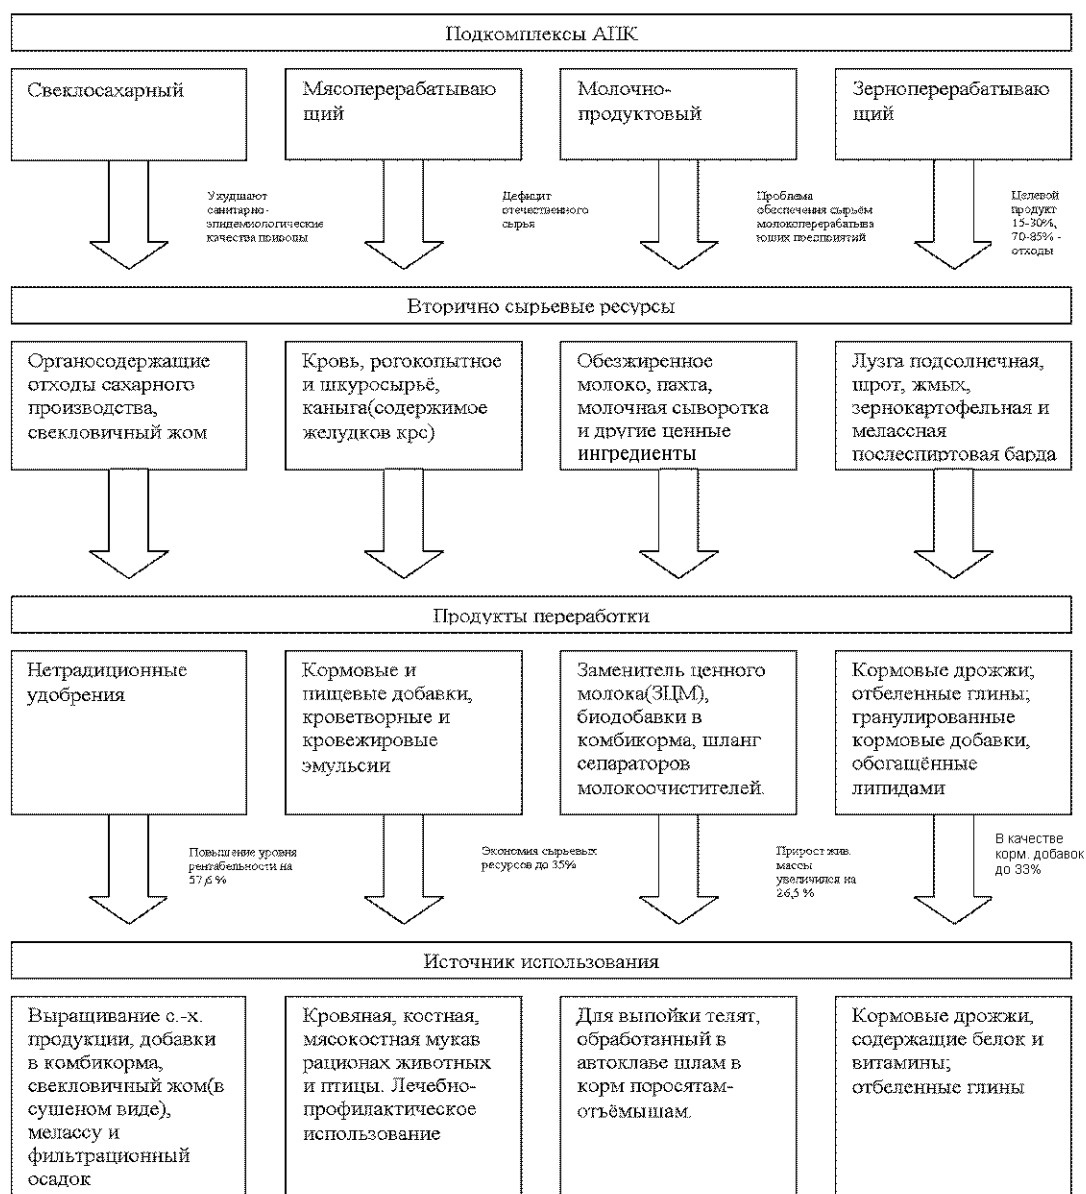 Подкомплексы АПК
Свеклосахарный
Мясоперерабатываю
щий
Молочно-
продуктовый
Зерноперерабатываю
щий
Ухудшают
санитарно-
эпидемиологические
качества природы
Дефицит
отечественного
сырья
Проблема
обеспечения сырьём
молокоперерабатыва
ющих предприятий
Целевой
продукт
15-30%,
70-85% -
отходы
Вторично сырьевые ресурсы
Органосодержащие
отходы сахарного
производства,
свекловичный жом
Кровь, рогокопытное
и шкуросырьё,
каныга(содержимое
желудков крс)
Обезжиренное
молоко, пахта,
молочная сыворотка
и другие ценные
ингредиенты
Лузга подсолнечная,
шрот, жмых,
зернокартофельная и
мелассная
послеспиртовая барда
Продукты переработки
Нетрадиционные
удобрения
Кормовые и
пищевые добавки,
кроветворные и
кровежировые
эмульсии
Заменитель ценного
молока(ЗЦМ),
биодобавки в
комбикорма, шланг
сепараторов
молокоочистителей.
Кормовые дрожжи;
отбеленные глины;
гранулированные
кормовые добавки,
обогащённые
липидами
Повышение уровня
рентабельности на
57,6 %
Экономия сырьевых
ресурсов до 35%
Прирост жив.
массы
увеличился на
26,5 %
В качестве
корм. добавок
до 33%
Источник использования
Выращивание с.-х.
продукции, добавки
в комбикорма,
свекловичный жом(в
сушеном виде),
мелассу и
фильтрационный
осадок
Кровяная, костная,
мясокостная мукав
рационах животных
и птицы. Лечебно-
профилактическое
использование
Для выпойки телят,
обработанный в
автоклаве шлам в
корм поросятам-
отъёмышам.
Кормовые дрожжи,
содержащие белок и
витамины;
отбеленные глины